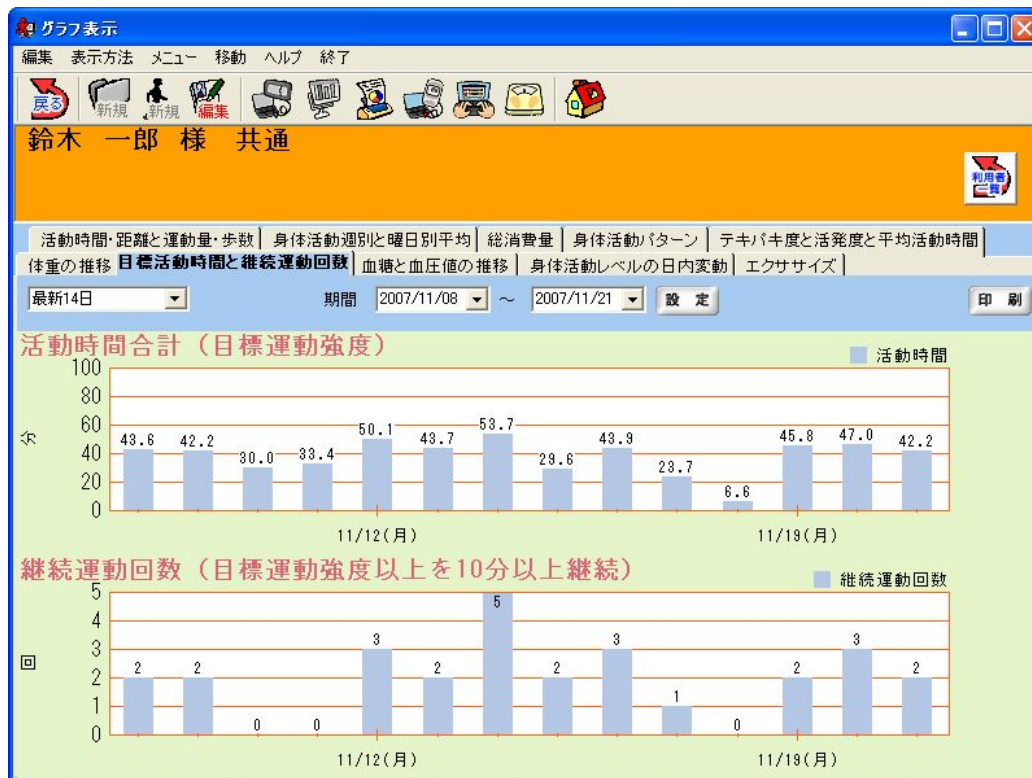 グラフ表示
編集 表示方法 メニュー 移動 ヘルプ 終了
戻る 新規 新規 編集
鈴木 一郎 様 共通
利用者一覧
活動時間・距離と運動量・歩数 身体活動週別と曜日別平均 総消費量 身体活動パターン テキパキ度と活発度と平均活動時間
体重の推移 目標活動時間と継続運動回数 血糖と血圧値の推移 身体活動レベルの日内変動 エクササイズ
最新14日 期間 2007/11/08 ～ 2007/11/21 設定 印刷
活動時間合計（目標運動強度）
活動時間
分
100
80
60
40
20
0
43.6 42.2 30.0 33.4 50.1 43.7 53.7 29.6 43.9 23.7 6.6 45.8 47.0 42.2
11/12(月) 11/19(月)
継続運動回数（目標運動強度以上を10分以上継続）
継続運動回数
回
5
4
3
2
1
0
2 2 0 0 3 2 5 2 3 1 0 2 3 2
11/12(月) 11/19(月)